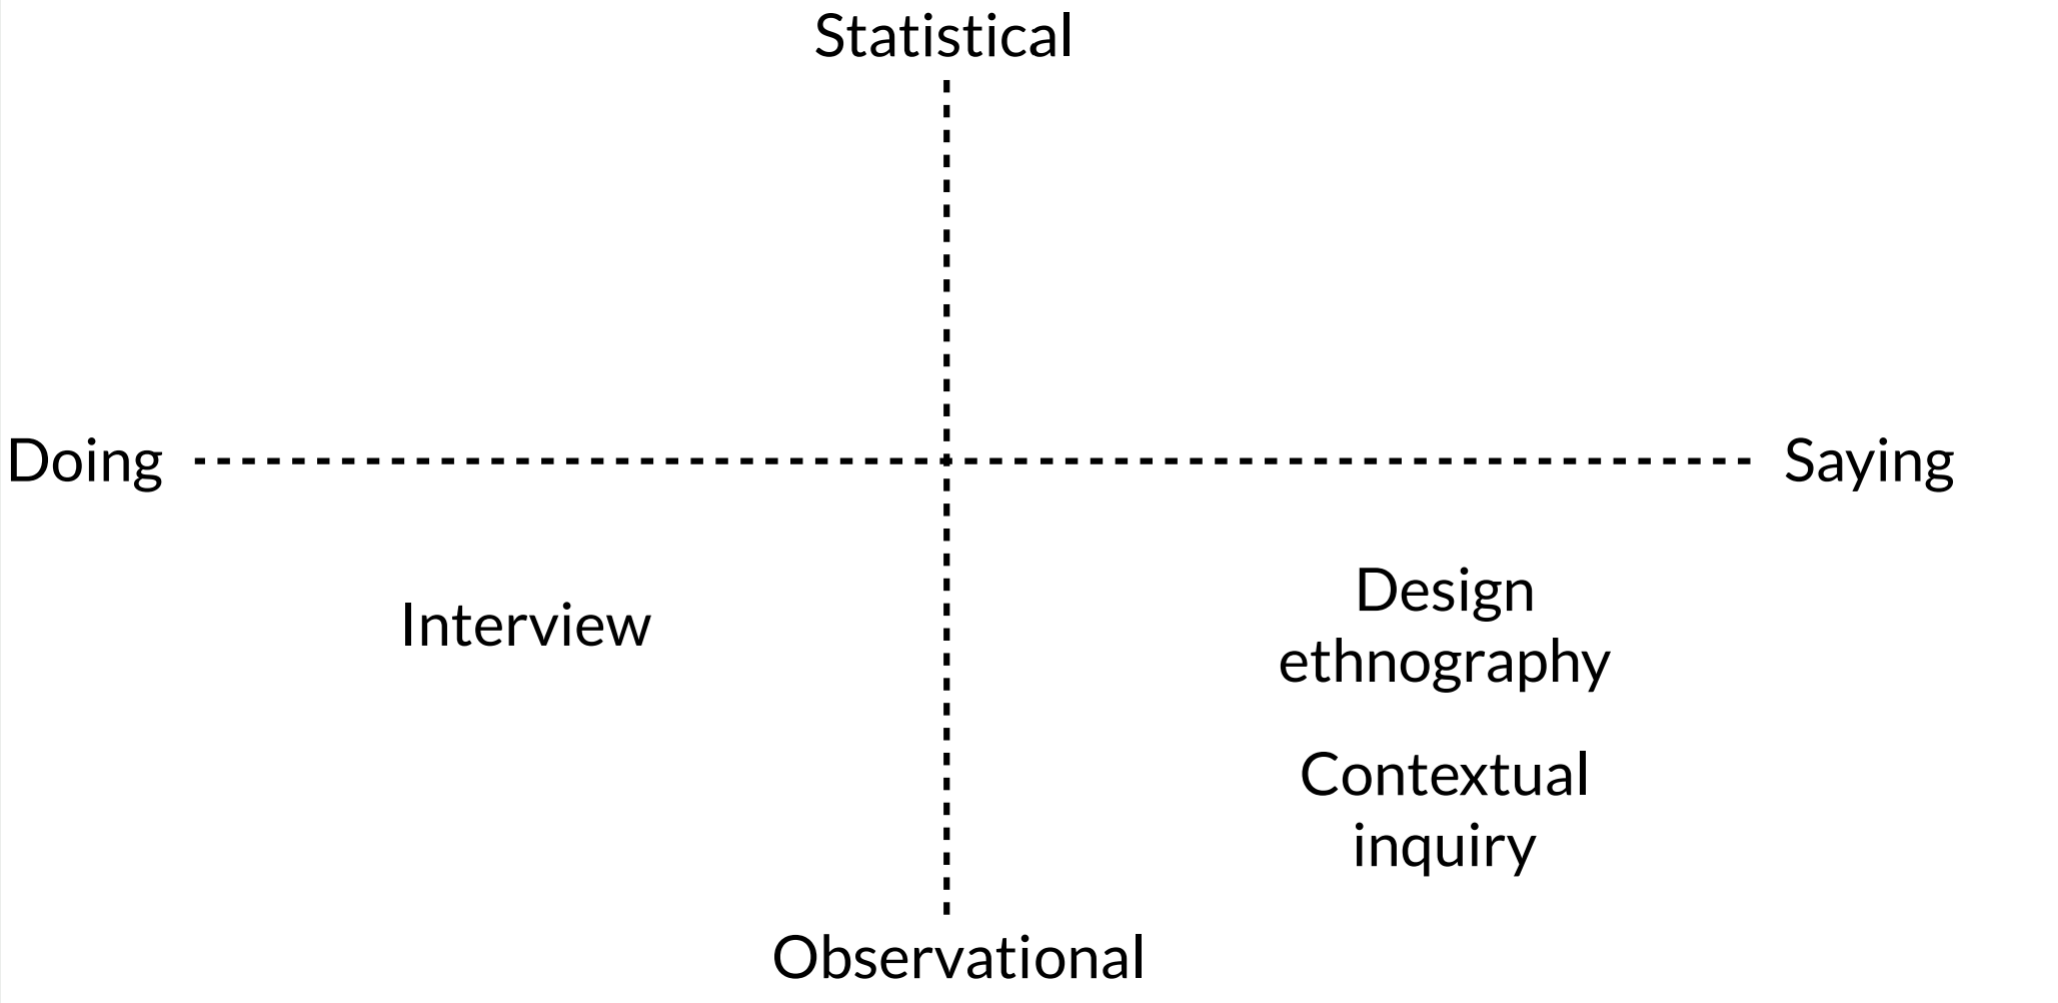 Statistical
Doing
Saying
Interview
Design
ethnography
Contextual
inquiry
Observational